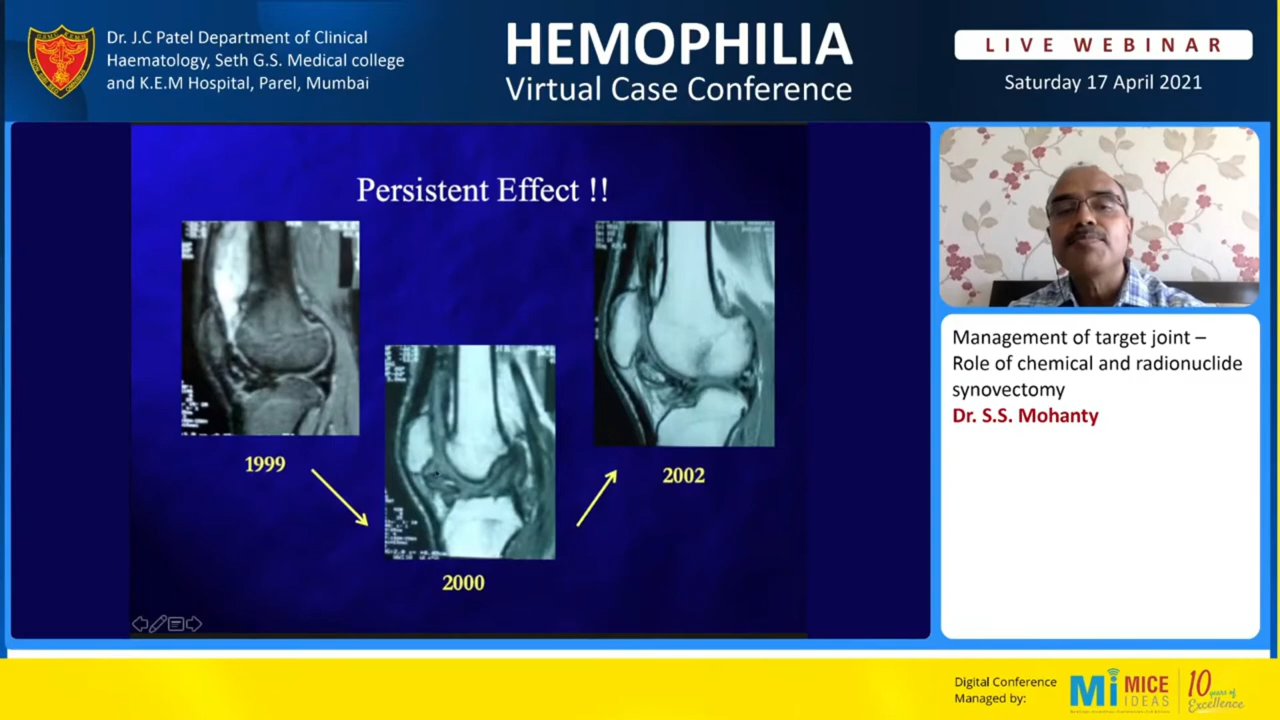 Dr. J.C Patel Department of Clinical
Haematology, Seth G.S. Medical college
and K.E.M Hospital, Parel, Mumbai
HEMOPHILIA
Virtual Case Conference
LIVE WEBINAR
Saturday 17 April 2021
Persistent Effect !!
1999
2000
2002
Management of target joint –
Role of chemical and radionuclide
synovectomy
Dr. S.S. Mohanty
Digital Conference
Managed by:
Mi MICE
IDEAS
10 years of
Excellence